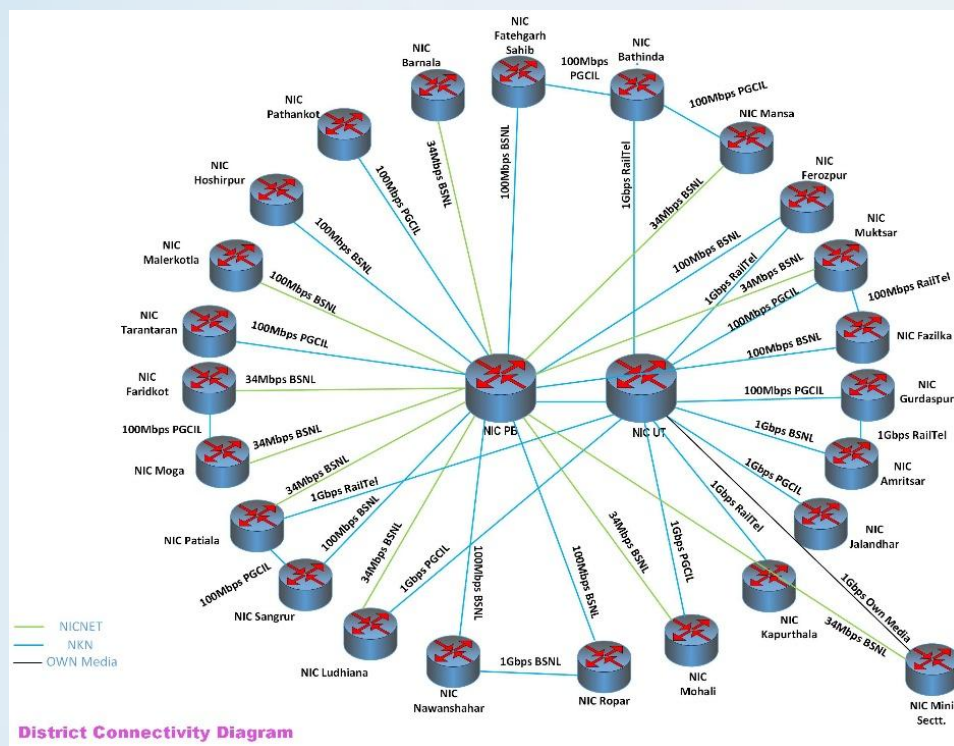 NIC
Fatehgarh
Sahib
NIC
Bathinda
NIC
Barnala
100Mbps
PGCIL
100Mbps PGCIL
NIC Mansa
NIC
Pathankot
34Mbps BSNL
100Mbps BSNL
1Gbps RailTel
34Mbps BSNL
NIC
Ferozpur
NIC
Hoshirpur
100Mbps PGCIL
NIC
Muktsar
100Mbps BSNL
1Gbps RailTel
34Mbps BSNL
100Mbps PGCIL
100Mbps RailTel
NIC
Malerkotla
100Mbps BSNL
100Mbps BSNL
NIC
Tarantaran
100Mbps PGCIL
100Mbps BSNL
NIC Fazilka
NIC
Faridkot
34Mbps BSNL
100Mbps PGCIL
NIC
Gurdaspur
100Mbps PGCIL
34Mbps BSNL
NIC PB
NIC UT
1Gbps BSNL
1Gbps RailTel
NIC Moga
34Mbps BSNL
1Gbps RailTel
1Gbps PGCIL
NIC
Amritsar
NIC Patiala
100Mbps BSNL
34Mbps BSNL
1Gbps PGCIL
100Mbps BSNL
100Mbps BSNL
34Mbps BSNL
1Gbps PGCIL
1Gbps RailTel
NIC
Jalandhar
100Mbps PGCIL
NIC Sangrur
1Gbps Own Media
NIC
Kapurthala
34Mbps BSNL
NICNET
NKN
OWN Media
NIC Ludhiana
1Gbps BSNL
NIC
Nawanshahar
NIC Ropar
NIC
Mohali
NIC Mini
Sectt.
District Connectivity Diagram